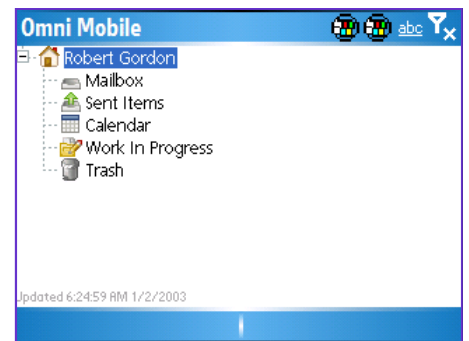 Omni Mobile abc
Robert Gordon
Mailbox
Sent Items
Calendar
Work In Progress
Trash
Updated 6:24:59 AM 1/2/2003